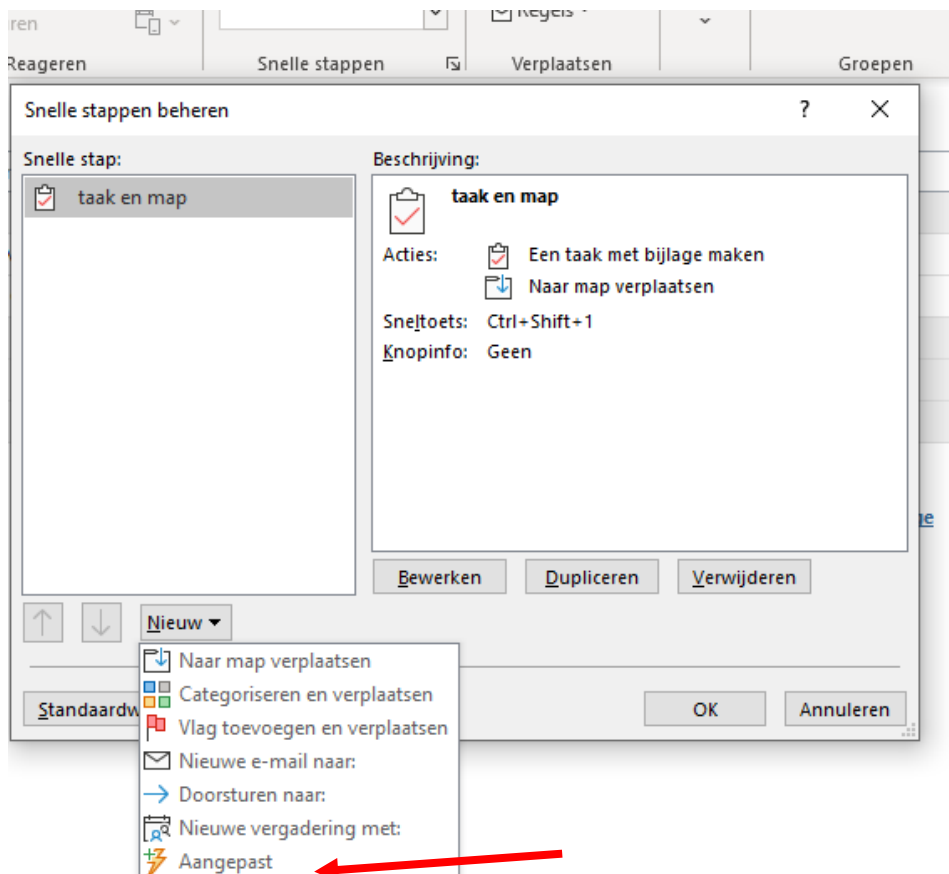 ren
Regels
Reageren Snelle stappen Verplaatsen Groepen
Snelle stappen beheren ?
Snelle stap: Beschrijving:
taak en map
taak en map
Acties: Een taak met bijlage maken
Naar map verplaatsen
Sneltoets: Ctrl+Shift+1
Knopinfo: Geen
Bewerken Dupliceren Verwijderen
Nieuw
Naar map verplaatsen
Categoriseren en verplaatsen
Standaardw OK Annuleren
Vlag toevoegen en verplaatsen
Nieuwe e-mail naar:
Doorsturen naar:
Nieuwe vergadering met:
Aangepast